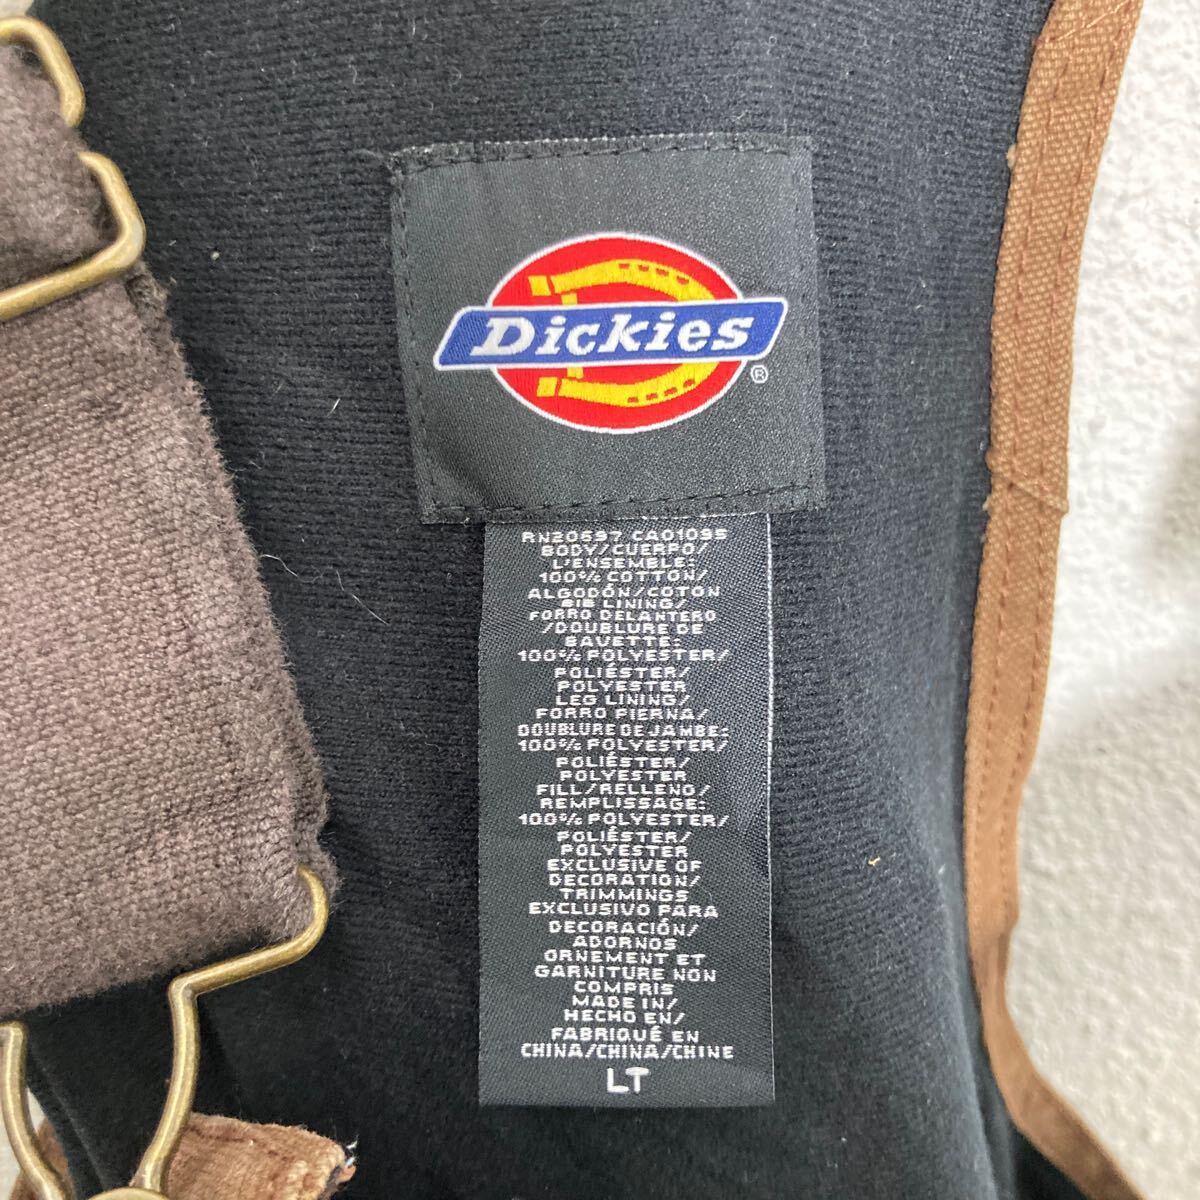 Dickies
®
RN20697 CA01095
BODY/CUERPO/
L'ENSEMBLE:
100% COTTON/
ALGODÓN/COTON
BIB LINING/
FORRO DELANTERO
/DOUBLURE DE
BAVETTE:
100% POLYESTER/
POLIÉSTER/
POLYESTER
LEG LINING/
FORRO PIERNA/
DOUBLURE DE JAMBE:
100% POLYESTER/
POLIÉSTER/
POLYESTER
FILL/RELLENO/
REMPLISSAGE:
100% POLYESTER/
POLIÉSTER/
POLYESTER
EXCLUSIVE OF
DECORATION/
TRIMMINGS
EXCLUSIVO PARA
DECORACIÓN/
ADORNOS
ORNEMENT ET
GARNITURE NON
COMPRIS
MADE IN/
HECHO EN/
FABRIQUÉ EN
CHINA/CHINA/CHINE
LT